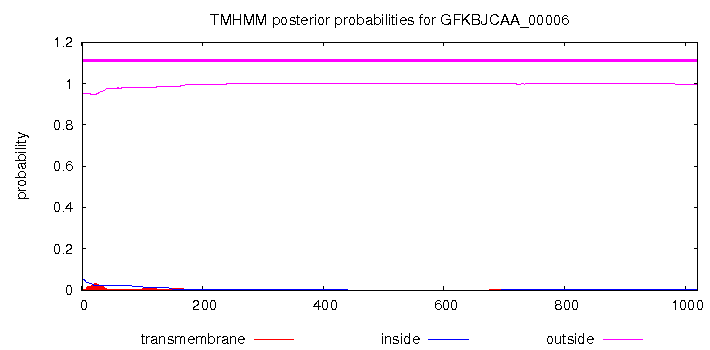 TMHMM posterior probabilities for GFKBJCAA_00006
1.2
1
0.8
0.6
0.4
0.2
0
probability
0 200 400 600 800 1000
transmembrane inside outside